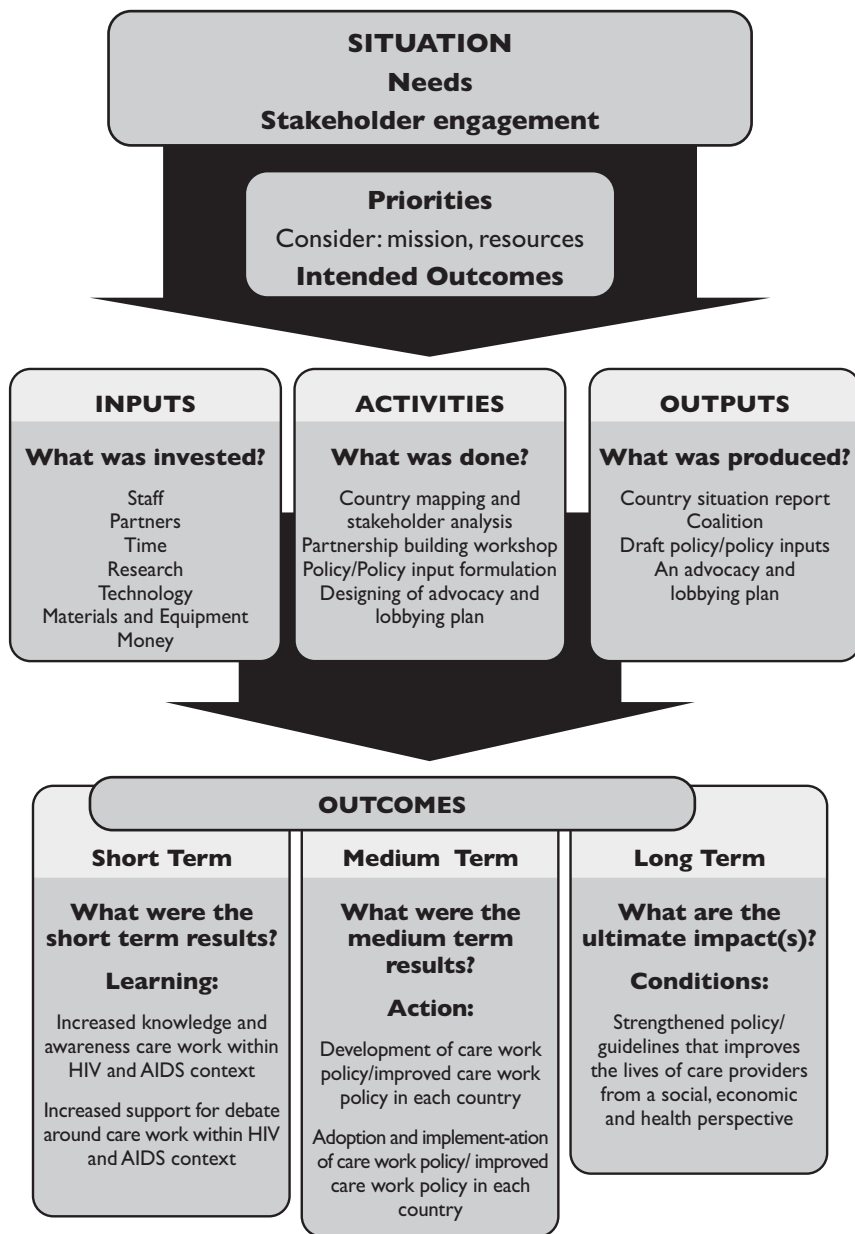 SITUATION
Needs
Stakeholder engagement
Priorities
Consider: mission, resources
Intended Outcomes
INPUTS
What was invested?
Staff
Partners
Time
Research
Technology
Materials and Equipment
Money
ACTIVITIES
What was done?
Country mapping and
stakeholder analysis
Partnership building workshop
Policy/Policy input formulation
Designing of advocacy and
lobbying plan
OUTPUTS
What was produced?
Country situation report
Coalition
Draft policy/policy inputs
An advocacy and
lobbying plan
OUTCOMES
Short Term
What were the
short term results?
Learning:
Increased knowledge and
awareness care work within
HIV and AIDS context
Increased support for debate
around care work within HIV
and AIDS context
Medium Term
What were the
medium term
results?
Action:
Development of care work
policy/improved care work
policy in each country
Adoption and implement-ation
of care work policy/ improved
care work policy in each
country
Long Term
What are the
ultimate impact(s)?
Conditions:
Strengthened policy/
guidelines that improves
the lives of care providers
from a social, economic
and health perspective